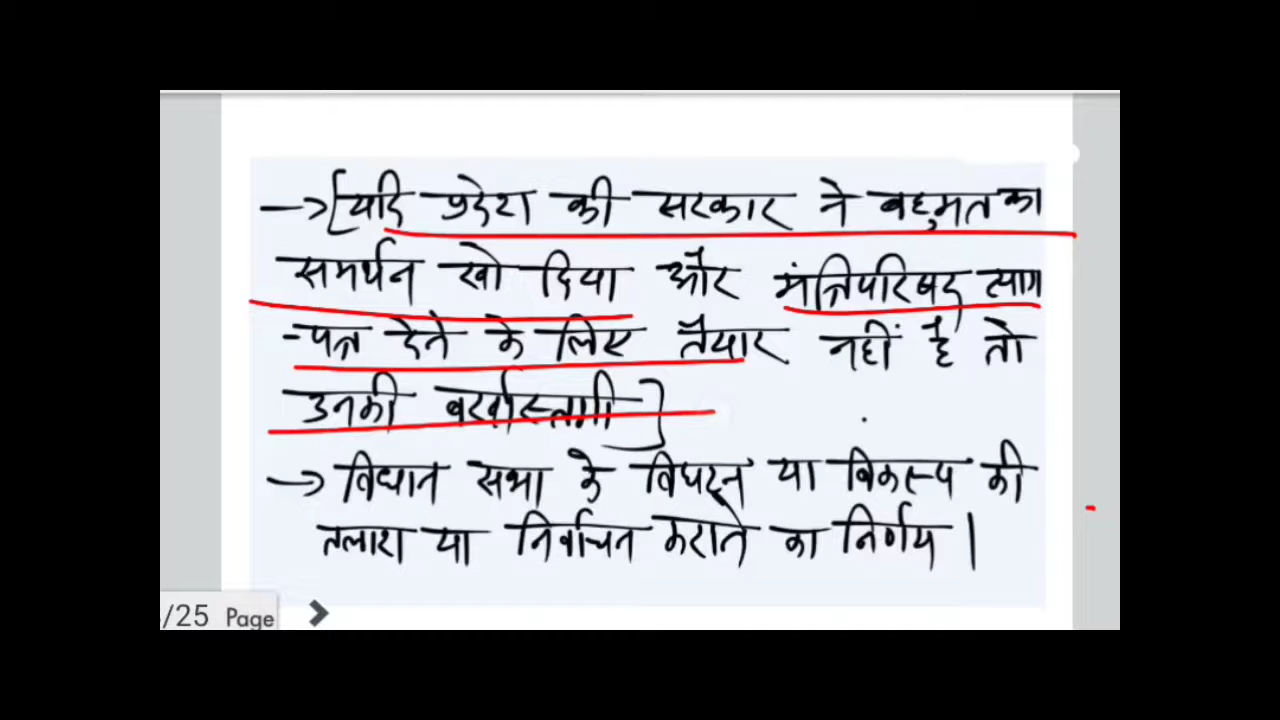 → [यदि प्रदेश की सरकार ने बहुमत का
समर्थन खो दिया और मंत्रिपरिषद त्याग
-पत्र देने के लिए तैयार नहीं है तो
उनकी बर्खास्तगी]
→ विधान सभा के विघटन या विकल्प की
तलाश या निर्वाचन कराने का निर्णय।
/25 Page